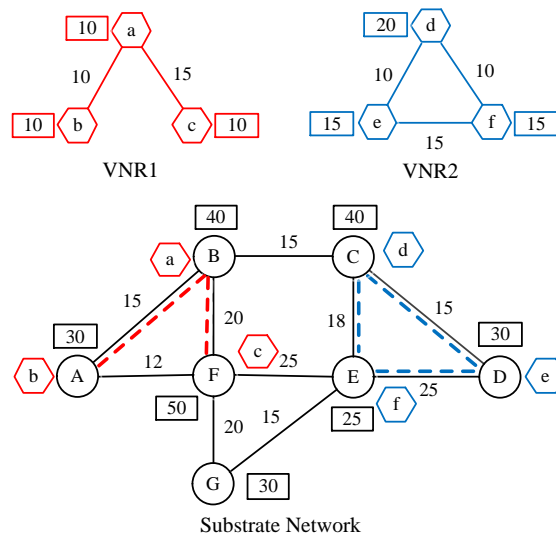 10 a
10 15
10 b c 10
VNR1
20 d
10 10
15 e f 15
15
VNR2
40 40
a B 15 C d
15 20 18 15
30 c 30
b A 12 F 25 E D e
50 25 f 25
20 15
G 30
Substrate Network